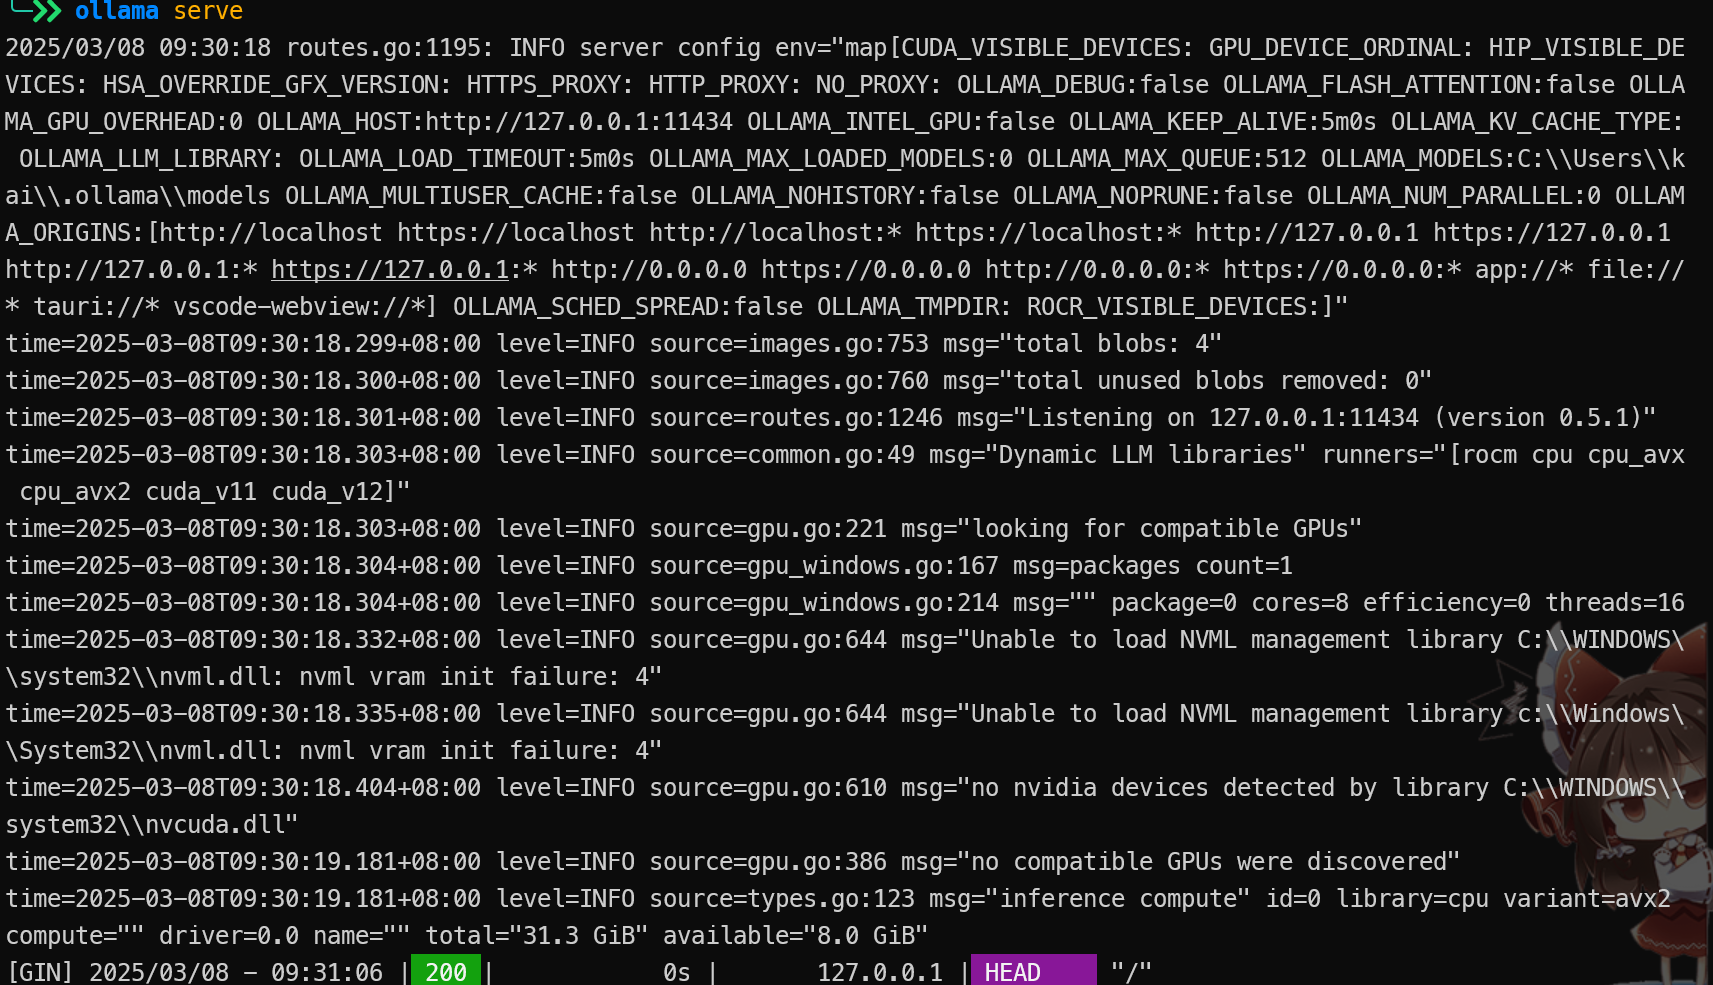 ollama serve
2025/03/08 09:30:18 routes.go:1195: INFO server config env="map[CUDA_VISIBLE_DEVICES: GPU_DEVICE_ORDINAL: HIP_VISIBLE_DE
VICES: HSA_OVERRIDE_GFX_VERSION: HTTPS_PROXY: HTTP_PROXY: NO_PROXY: OLLAMA_DEBUG:false OLLAMA_FLASH_ATTENTION:false OLLA
MA_GPU_OVERHEAD:0 OLLAMA_HOST:http://127.0.0.1:11434 OLLAMA_INTEL_GPU:false OLLAMA_KEEP_ALIVE:5m0s OLLAMA_KV_CACHE_TYPE:
 OLLAMA_LLM_LIBRARY: OLLAMA_LOAD_TIMEOUT:5m0s OLLAMA_MAX_LOADED_MODELS:0 OLLAMA_MAX_QUEUE:512 OLLAMA_MODELS:C:\\Users\\k
ai\\.ollama\\models OLLAMA_MULTIUSER_CACHE:false OLLAMA_NOHISTORY:false OLLAMA_NOPRUNE:false OLLAMA_NUM_PARALLEL:0 OLLAM
A_ORIGINS:[http://localhost https://localhost http://localhost:* https://localhost:* http://127.0.0.1 https://127.0.0.1
http://127.0.0.1:* https://127.0.0.1:* http://0.0.0.0 https://0.0.0.0 http://0.0.0.0:* https://0.0.0.0:* app://* file://
* tauri://* vscode-webview://*] OLLAMA_SCHED_SPREAD:false OLLAMA_TMPDIR: ROCR_VISIBLE_DEVICES:]"
time=2025-03-08T09:30:18.299+08:00 level=INFO source=images.go:753 msg="total blobs: 4"
time=2025-03-08T09:30:18.300+08:00 level=INFO source=images.go:760 msg="total unused blobs removed: 0"
time=2025-03-08T09:30:18.301+08:00 level=INFO source=routes.go:1246 msg="Listening on 127.0.0.1:11434 (version 0.5.1)"
time=2025-03-08T09:30:18.303+08:00 level=INFO source=common.go:49 msg="Dynamic LLM libraries" runners="[rocm cpu cpu_avx
 cpu_avx2 cuda_v11 cuda_v12]"
time=2025-03-08T09:30:18.303+08:00 level=INFO source=gpu.go:221 msg="looking for compatible GPUs"
time=2025-03-08T09:30:18.304+08:00 level=INFO source=gpu_windows.go:167 msg=packages count=1
time=2025-03-08T09:30:18.304+08:00 level=INFO source=gpu_windows.go:214 msg="" package=0 cores=8 efficiency=0 threads=16
time=2025-03-08T09:30:18.332+08:00 level=INFO source=gpu.go:644 msg="Unable to load NVML management library C:\\WINDOWS\
\system32\\nvml.dll: nvml vram init failure: 4"
time=2025-03-08T09:30:18.335+08:00 level=INFO source=gpu.go:644 msg="Unable to load NVML management library c:\\Windows\
\System32\\nvml.dll: nvml vram init failure: 4"
time=2025-03-08T09:30:18.404+08:00 level=INFO source=gpu.go:610 msg="no nvidia devices detected by library C:\\WINDOWS\\
system32\\nvcuda.dll"
time=2025-03-08T09:30:19.181+08:00 level=INFO source=gpu.go:386 msg="no compatible GPUs were discovered"
time=2025-03-08T09:30:19.181+08:00 level=INFO source=types.go:123 msg="inference compute" id=0 library=cpu variant=avx2
compute="" driver=0.0 name="" total="31.3 GiB" available="8.0 GiB"
[GIN] 2025/03/08 - 09:31:06 | 200 |            0s |       127.0.0.1 | HEAD    "/"